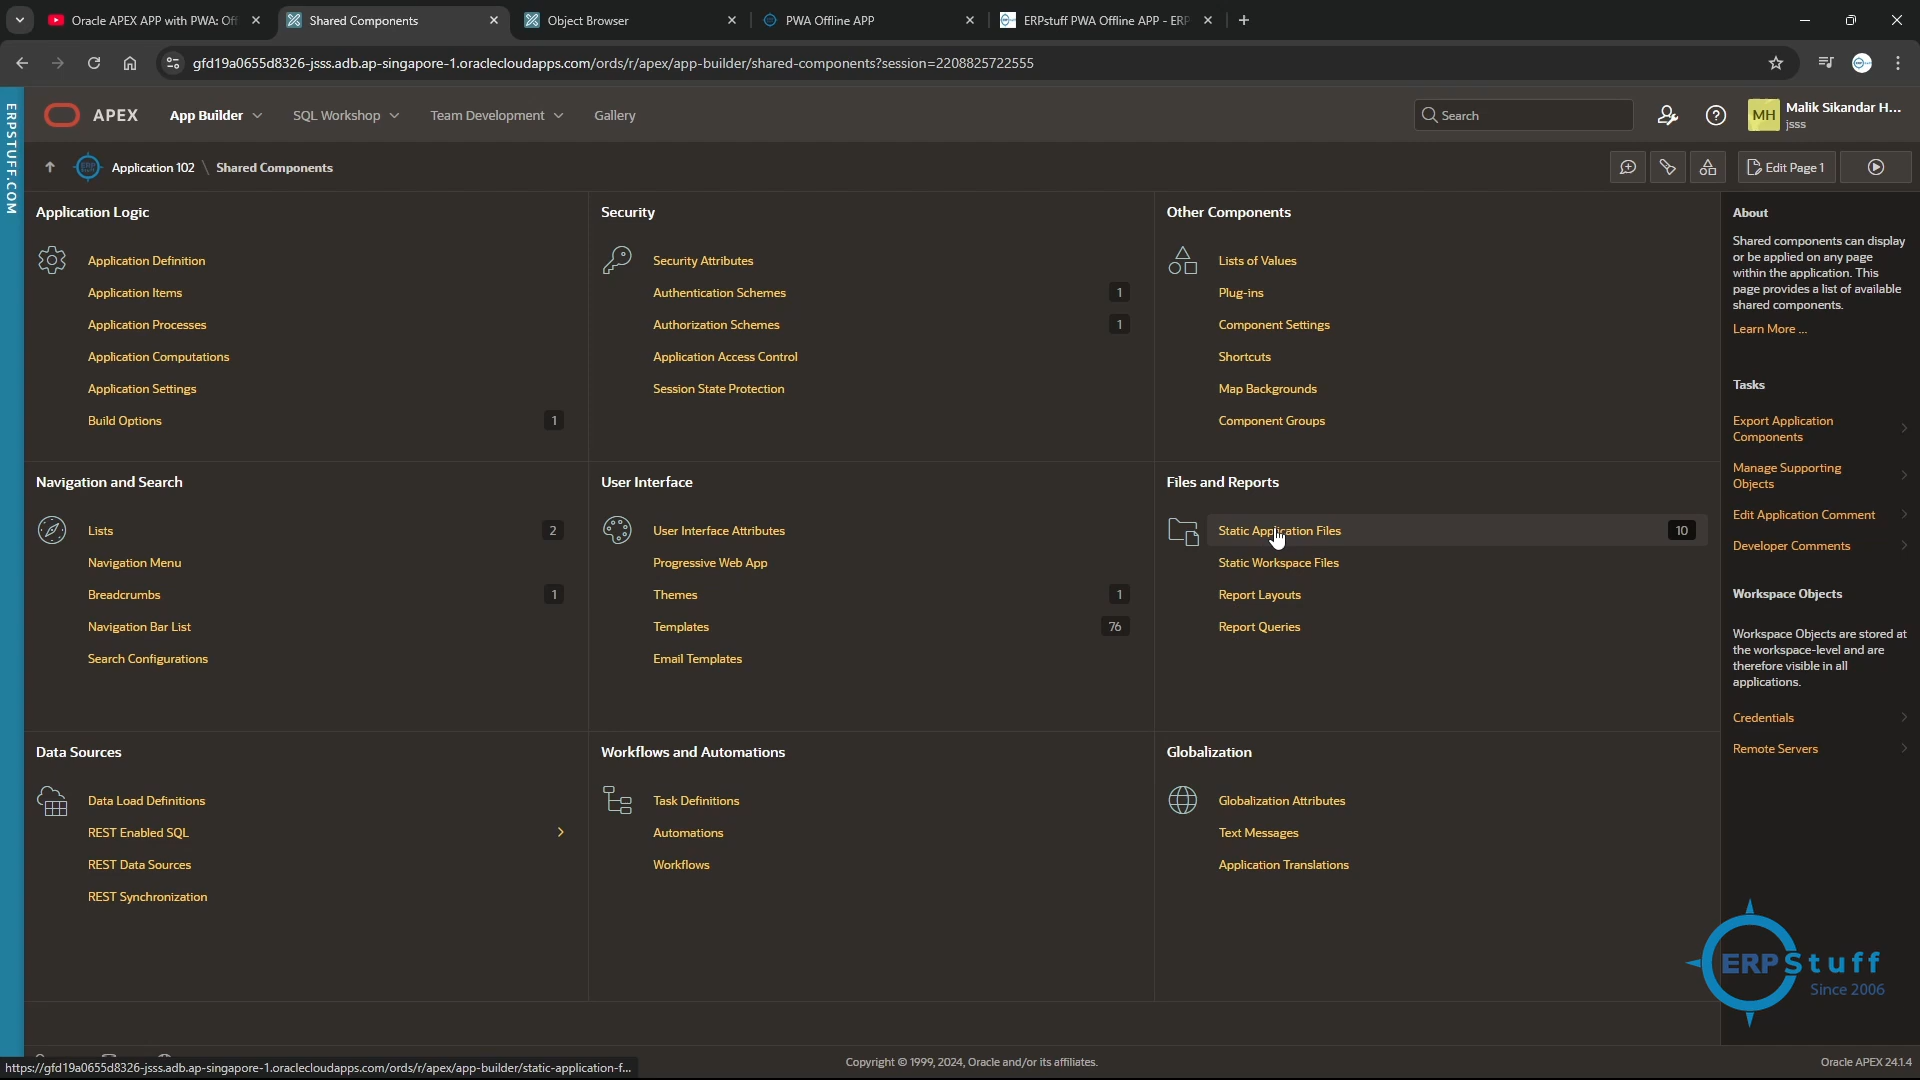 Oracle APEX APP with PWA: Off
Shared Components
Object Browser
PWA Offline APP
ERPstuff PWA Offline APP - ERP
gfd19a0655d8326-jsss.adb.ap-singapore-1.oraclecloudapps.com/ords/r/apex/app-builder/shared-components?session=2208825722555
ERPSTUFF.COM
APEX
App Builder
SQL Workshop
Team Development
Gallery
Search
MH
Malik Sikandar H...
jsss
Application 102 \ Shared Components
Edit Page 1
Application Logic
Application Definition
Application Items
Application Processes
Application Computations
Application Settings
Build Options 1
Security
Security Attributes
Authentication Schemes 1
Authorization Schemes 1
Application Access Control
Session State Protection
Other Components
Lists of Values
Plug-ins
Component Settings
Shortcuts
Map Backgrounds
Component Groups
Navigation and Search
Lists 2
Navigation Menu
Breadcrumbs 1
Navigation Bar List
Search Configurations
User Interface
User Interface Attributes
Progressive Web App
Themes 1
Templates 76
Email Templates
Files and Reports
Static Application Files 10
Static Workspace Files
Report Layouts
Report Queries
Data Sources
Data Load Definitions
REST Enabled SQL
REST Data Sources
REST Synchronization
Workflows and Automations
Task Definitions
Automations
Workflows
Globalization
Globalization Attributes
Text Messages
Application Translations
About
Shared components can display
or be applied on any page
within the application. This
page provides a list of available
shared components.
Learn More ...
Tasks
Export Application
Components
Manage Supporting
Objects
Edit Application Comment
Developer Comments
Workspace Objects
Workspace Objects are stored at
the workspace-level and are
therefore visible in all
applications.
Credentials
Remote Servers
ERPStuff
Since 2006
https://gfd19a0655d8326-jsss.adb.ap-singapore-1.oraclecloudapps.com/ords/r/apex/app-builder/static-application-f...
Copyright © 1999, 2024, Oracle and/or its affiliates.
Oracle APEX 24.1.4